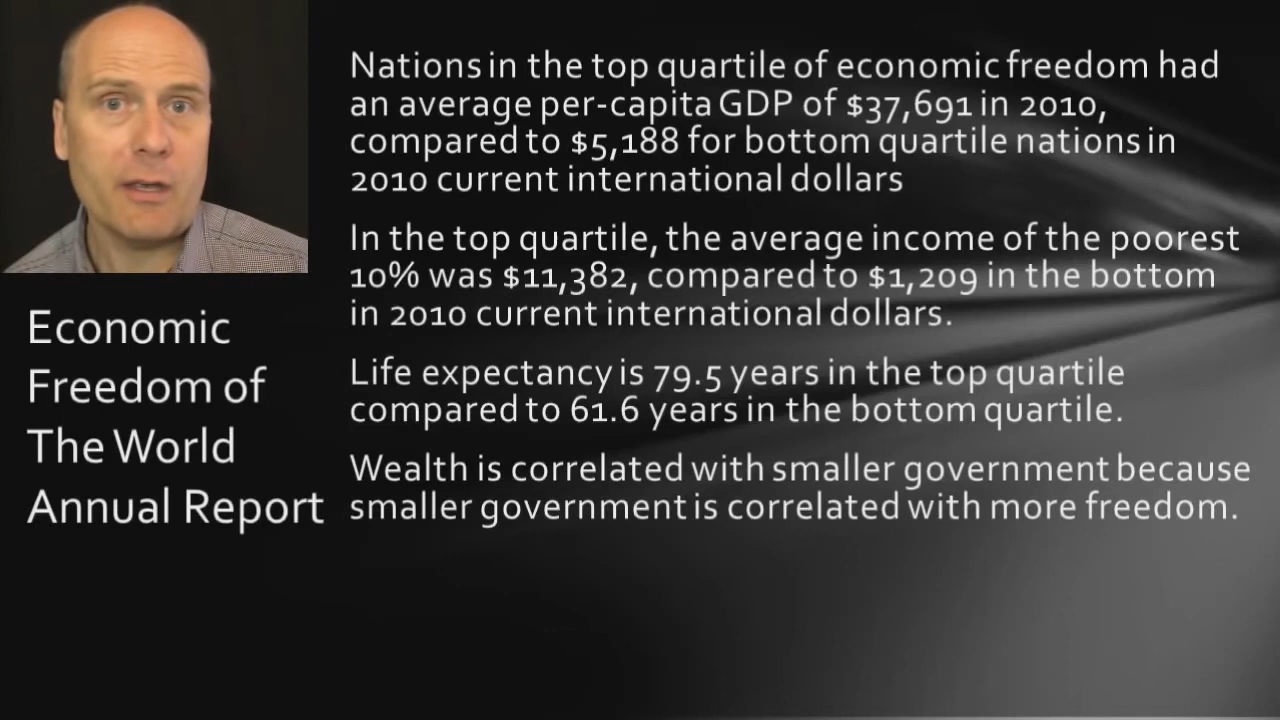 Nations in the top quartile of economic freedom had
an average per-capita GDP of $37,691 in 2010,
compared to $5,188 for bottom quartile nations in
2010 current international dollars
In the top quartile, the average income of the poorest
10% was $11,382, compared to $1,209 in the bottom
in 2010 current international dollars.
Life expectancy is 79.5 years in the top quartile
compared to 61.6 years in the bottom quartile.
Wealth is correlated with smaller government because
smaller government is correlated with more freedom.
Economic
Freedom of
The World
Annual Report